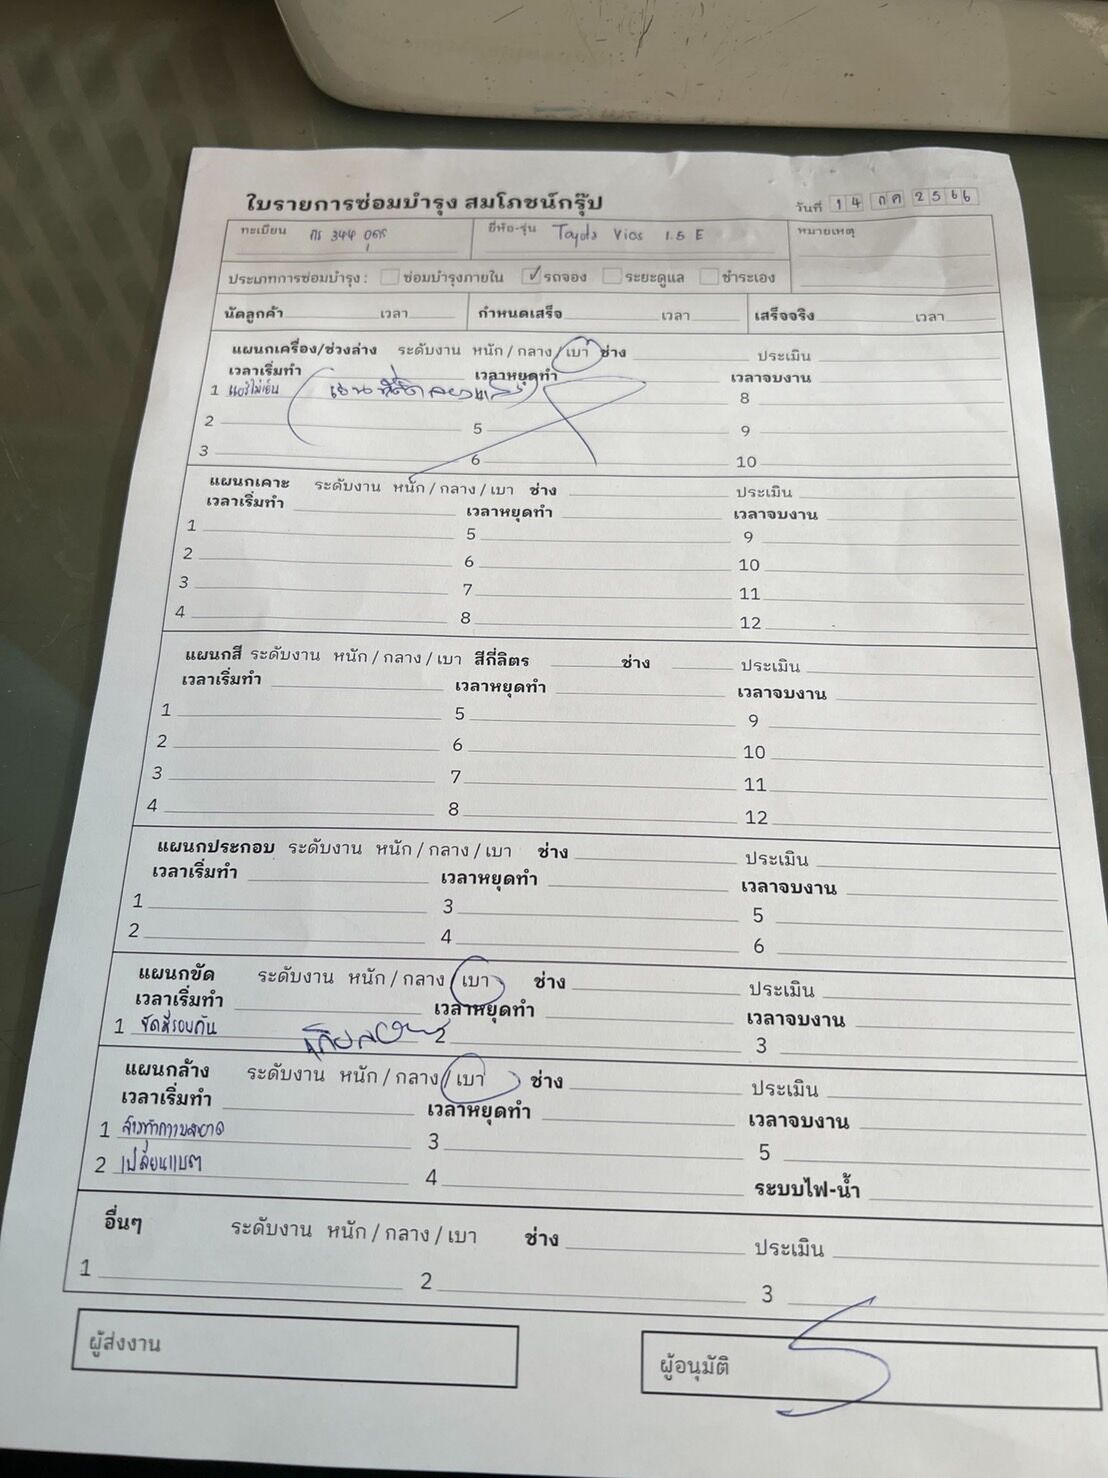 ใบรายการซ่อมบำรุง สมโภชน์กรุ๊ป
วันที่ 14 กค 2566
ทะเบียน 344 ยี่ห้อ-รุ่น Toyota Vios 1.5 E หมายเหตุ
ประเภทการซ่อมบำรุง : ซ่อมบำรุงภายใน ✓ รถจอง ระยะดูแล ชำระเอง
นัดลูกค้า เวลา กำหนดเสร็จ เวลา เสร็จจริง เวลา
แผนกเครื่อง/ช่วงล่าง ระดับงาน หนัก / กลาง / เบา ช่าง ประเมิน
เวลาเริ่มทำ เวลาหยุดทำ เวลาจบงาน
1 แอร์ไม่เย็น 8
2 5 9
3 6 10
แผนกเคาะ ระดับงาน หนัก / กลาง / เบา ช่าง ประเมิน
เวลาเริ่มทำ เวลาหยุดทำ เวลาจบงาน
1 5 9
2 6 10
3 7 11
4 8 12
แผนกสี ระดับงาน หนัก / กลาง / เบา สีกี่ลิตร ช่าง ประเมิน
เวลาเริ่มทำ เวลาหยุดทำ เวลาจบงาน
1 5 9
2 6 10
3 7 11
4 8 12
แผนกประกอบ ระดับงาน หนัก / กลาง / เบา ช่าง ประเมิน
เวลาเริ่มทำ เวลาหยุดทำ เวลาจบงาน
1 3 5
2 4 6
แผนกขัด ระดับงาน หนัก / กลาง / เบา ช่าง ประเมิน
เวลาเริ่มทำ เวลาหยุดทำ เวลาจบงาน
1 ขัดสีรอบคัน 2 3
แผนกล้าง ระดับงาน หนัก / กลาง / เบา ช่าง ประเมิน
เวลาเริ่มทำ เวลาหยุดทำ เวลาจบงาน
1 ล้างทำความสะอาด 3 5
2 เปลี่ยนแบต 4 ระบบไฟ-น้ำ
อื่นๆ ระดับงาน หนัก / กลาง / เบา ช่าง ประเมิน
1 2 3
ผู้ส่งงาน ผู้อนุมัติ